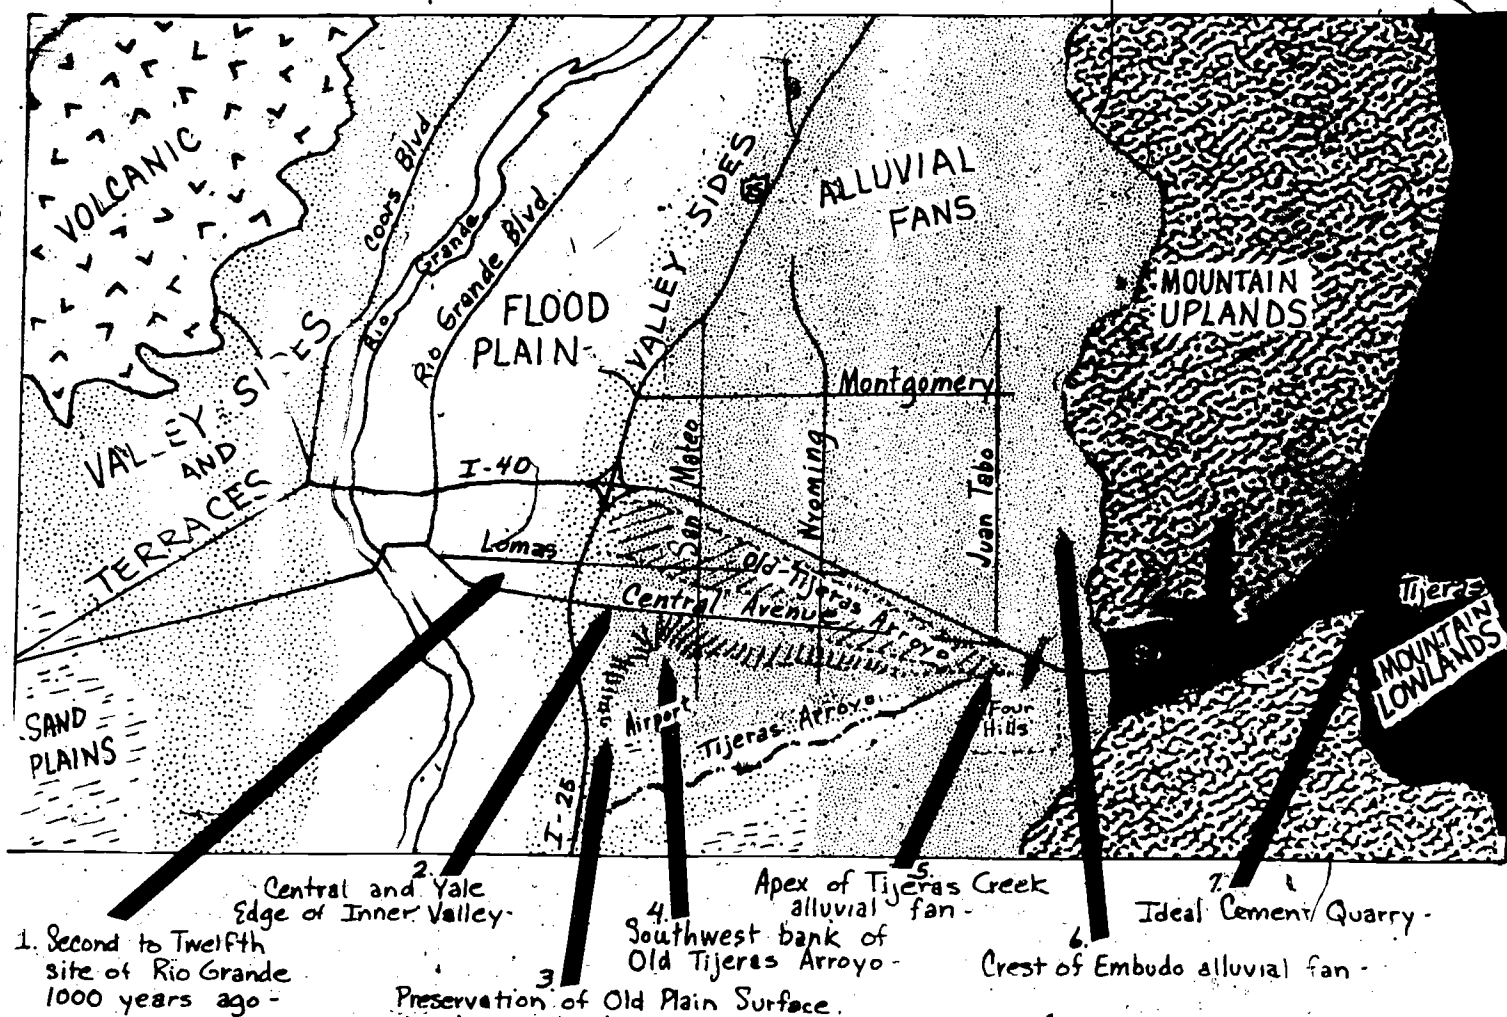 VOLCANIC
Coors Blvd
Rio Grande
Rio Grande Blvd.
VALLEY SIDES
ALLUVIAL
FANS
FLOOD
PLAIN
MOUNTAIN
UPLANDS
VALLEY SIDES
AND
TERRACES
Montgomery
San Mateo
Wyoming
Juan Tabo
I-40
Lomas
Old Tijeras Arroyo
Central Avenue
Tijeras
MOUNTAIN
LOWLANDS
SAND
PLAINS
Airport
Tijeras Arroyo
Four
Hills
I-25
1. Second to Twelfth
site of Rio Grande
1000 years ago-
2.
Central and Yale
Edge of Inner Valley-
3.
Preservation of Old Plain Surface.
4.
Southwest bank of
Old Tijeras Arroyo-
5.
Apex of Tijeras Creek
alluvial fan-
6.
Crest of Embudo alluvial fan-
7.
Ideal Cement Quarry-